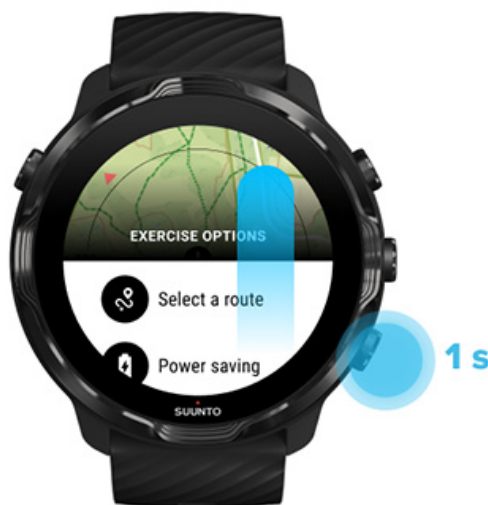 EXERCISE OPTIONS
Select a route
Power saving
1 s
SUUNTO